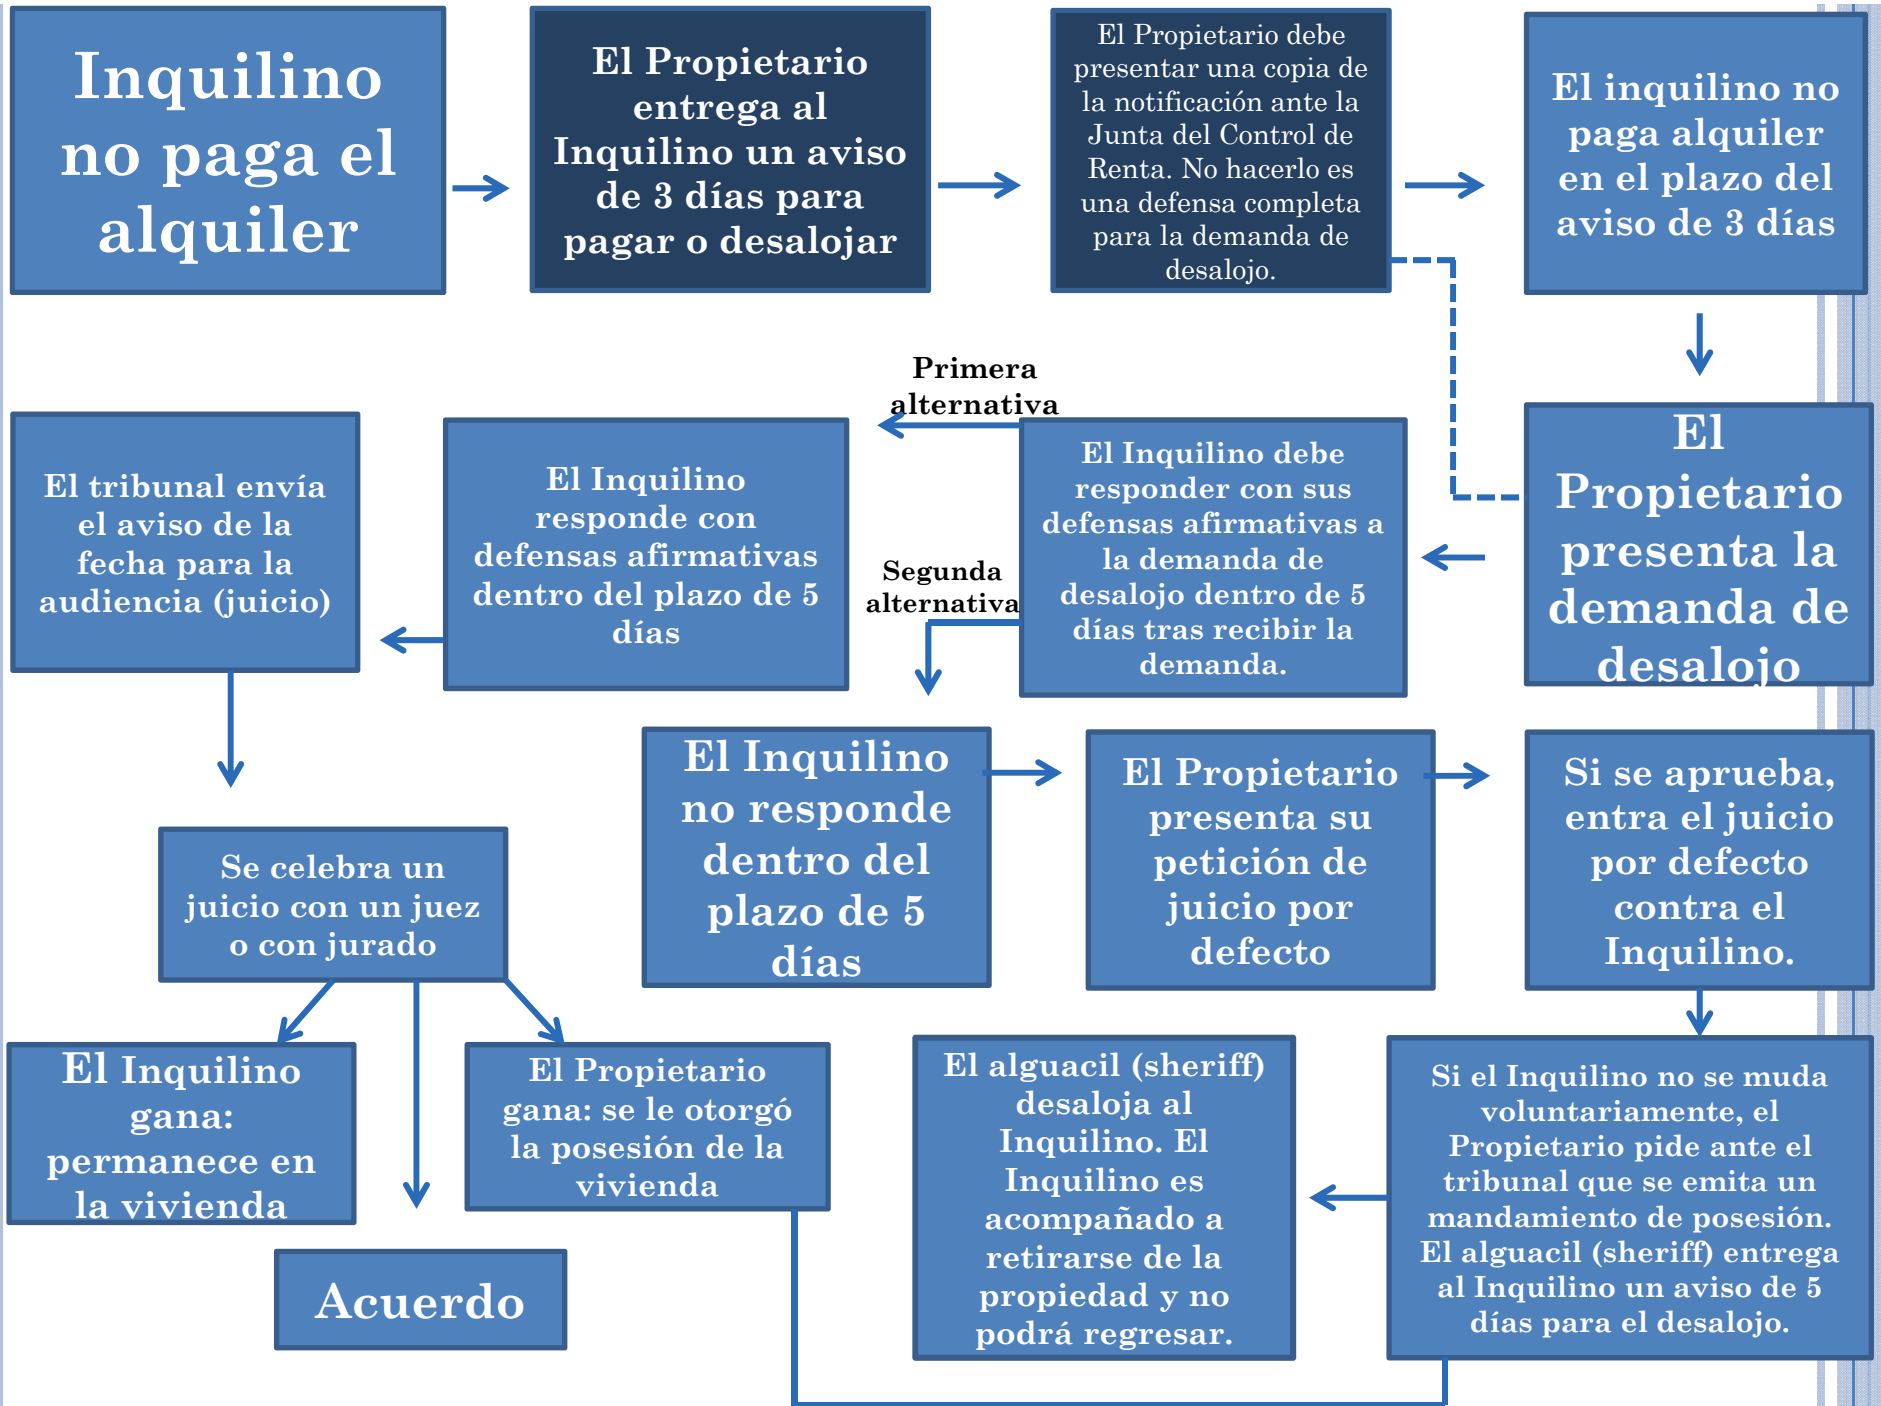 Inquilino
no paga el
alquiler
El Propietario
entrega al
Inquilino un aviso
de 3 días para
pagar o desalojar
El Propietario debe
presentar una copia de
la notificación ante la
Junta del Control de
Renta. No hacerlo es
una defensa completa
para la demanda de
desalojo.
El inquilino no
paga alquiler
en el plazo del
aviso de 3 días
El
Propietario
presenta la
demanda de
desalojo
El Inquilino debe
responder con sus
defensas afirmativas a
la demanda de
desalojo dentro de 5
días tras recibir la
demanda.
Primera
alternativa
El Inquilino
responde con
defensas afirmativas
dentro del plazo de 5
días
El tribunal envía
el aviso de la
fecha para la
audiencia (juicio)
Segunda
alternativa
El Inquilino
no responde
dentro del
plazo de 5
días
El Propietario
presenta su
petición de
juicio por
defecto
Si se aprueba,
entra el juicio
por defecto
contra el
Inquilino.
Se celebra un
juicio con un juez
o con jurado
El Inquilino
gana:
permanece en
la vivienda
Acuerdo
El Propietario
gana: se le otorgó
la posesión de la
vivienda
Si el Inquilino no se muda
voluntariamente, el
Propietario pide ante el
tribunal que se emita un
mandamiento de posesión.
El alguacil (sheriff) entrega
al Inquilino un aviso de 5
días para el desalojo.
El alguacil (sheriff)
desaloja al
Inquilino. El
Inquilino es
acompañado a
retirarse de la
propiedad y no
podrá regresar.